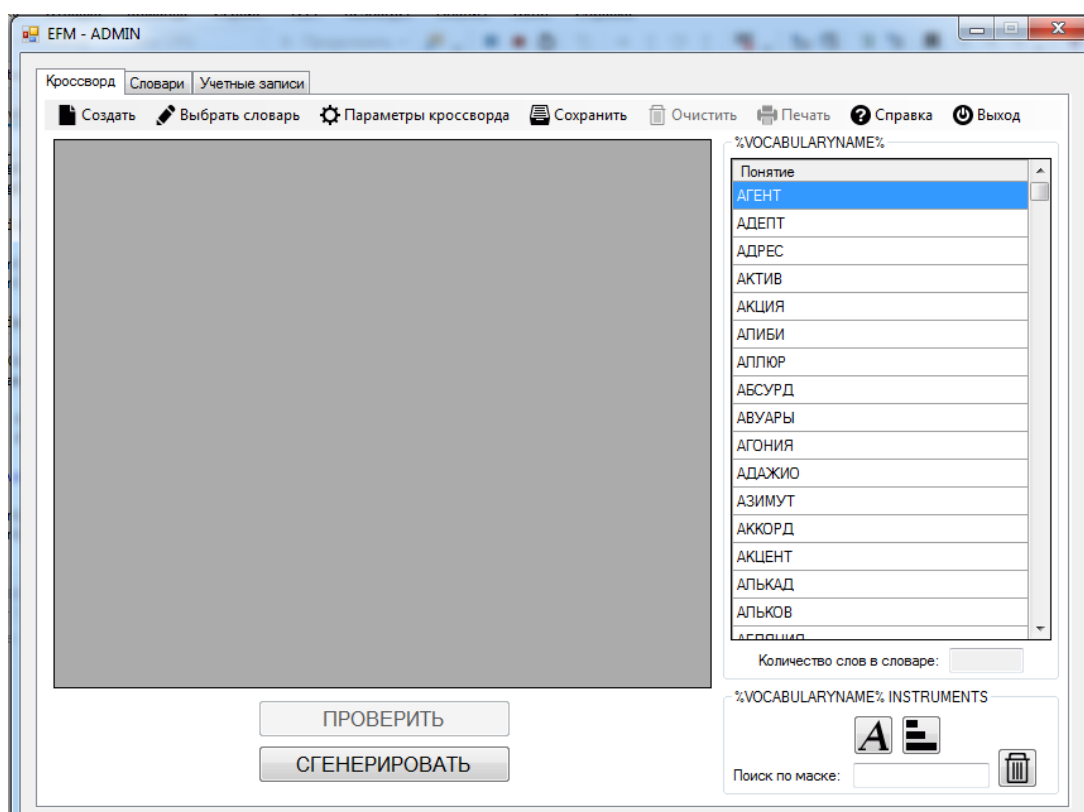 EFM - ADMIN
Кроссворд Словари Учетные записи
Создать Выбрать словарь Параметры кроссворда Сохранить Очистить Печать Справка Выход
%VOCABULARYNAME%
Понятие
АГЕНТ
АДЕПТ
АДРЕС
АКТИВ
АКЦИЯ
АЛИБИ
АЛЛЮР
АБСУРД
АВУАРЫ
АГОНИЯ
АДАЖИО
АЗИМУТ
АККОРД
АКЦЕНТ
АЛЬКАД
АЛЬКОВ
Количество слов в словаре:
%VOCABULARYNAME% INSTRUMENTS
A
Поиск по маске:
ПРОВЕРИТЬ
СГЕНЕРИРОВАТЬ